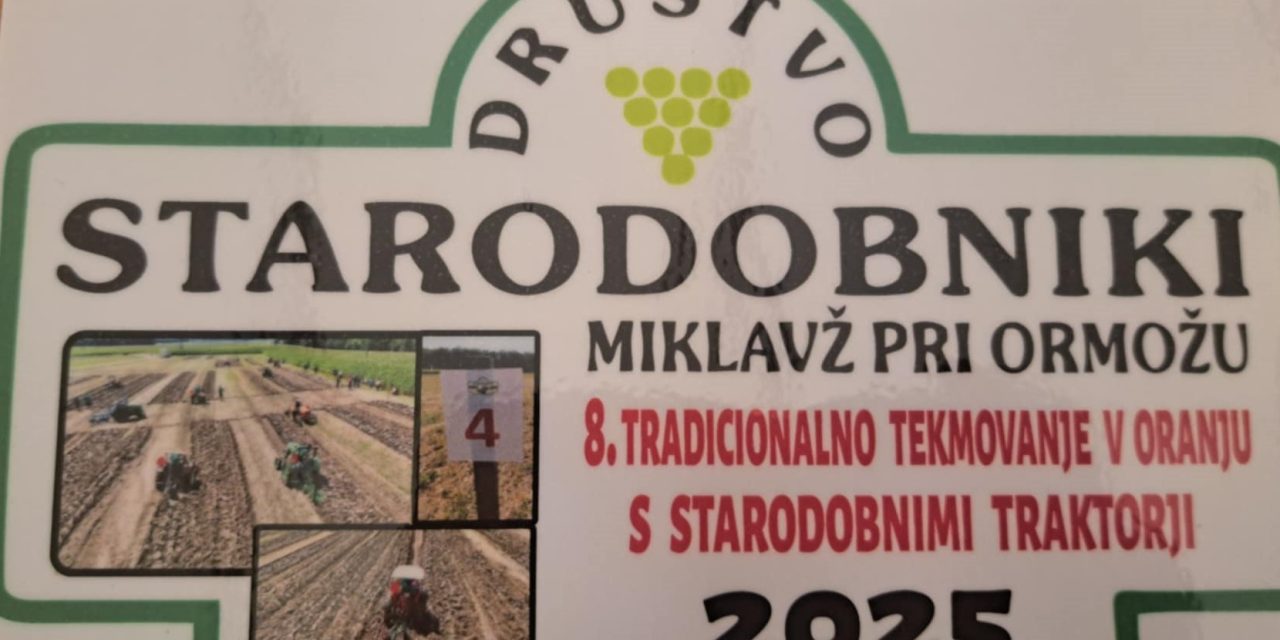 DRUŠTVO
STARODOBNIKI
MIKLAVŽ PRI ORMOŽU
4
8. TRADICIONALNO TEKMOVANJE V ORANJU
S STARODOBNIMI TRAKTORJI
2025